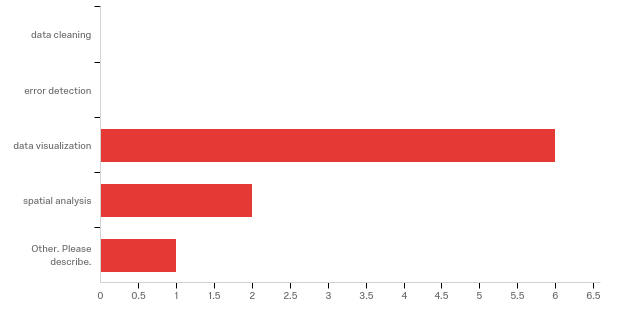 data cleaning
error detection
data visualization
spatial analysis
Other. Please
describe.
0 0.5 1 1.5 2 2.5 3 3.5 4 4.5 5 5.5 6 6.5